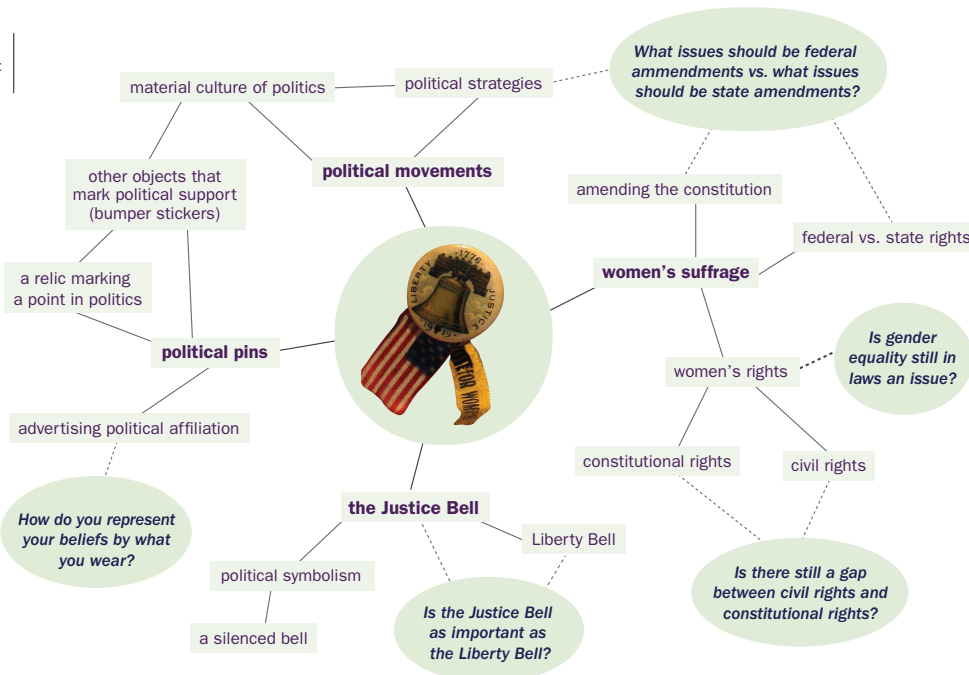 What issues should be federal
ammendments vs. what issues
should be state amendments?
material culture of politics
political strategies
political movements
other objects that
mark political support
(bumper stickers)
amending the constitution
federal vs. state rights
women's suffrage
a relic marking
a point in politics
political pins
LIBERTY
·1776·
JUSTICE
1915
Is gender
equality still in
laws an issue?
women's rights
advertising political affiliation
constitutional rights
civil rights
How do you represent
your beliefs by what
you wear?
the Justice Bell
Liberty Bell
political symbolism
a silenced bell
Is the Justice Bell
as important as
the Liberty Bell?
Is there still a gap
between civil rights and
constitutional rights?